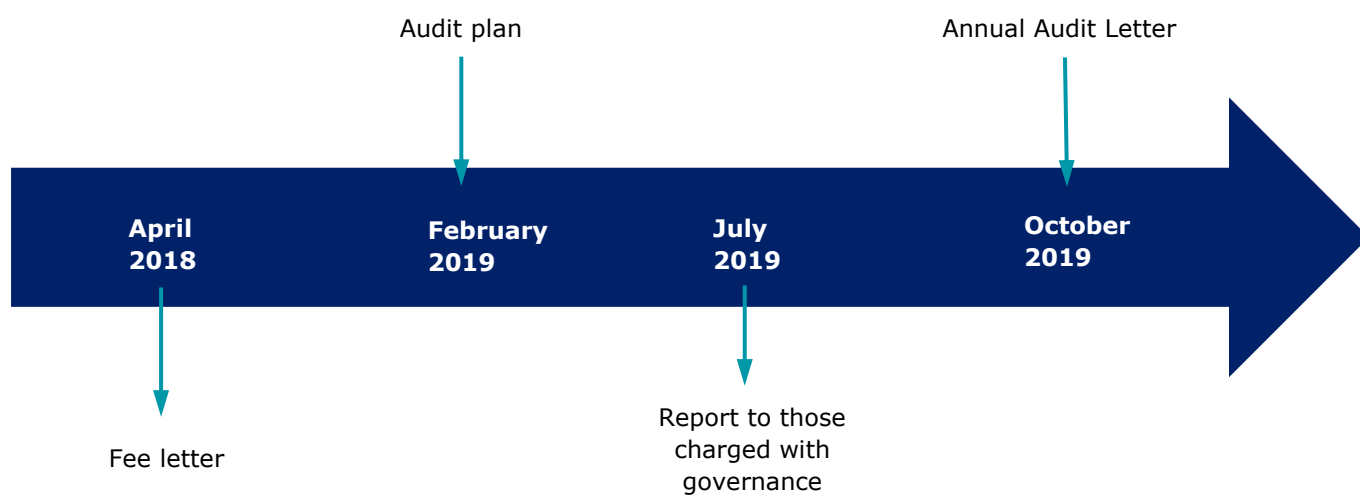 Audit plan
Annual Audit Letter
April
2018
February
2019
July
2019
October
2019
Fee letter
Report to those
charged with
governance